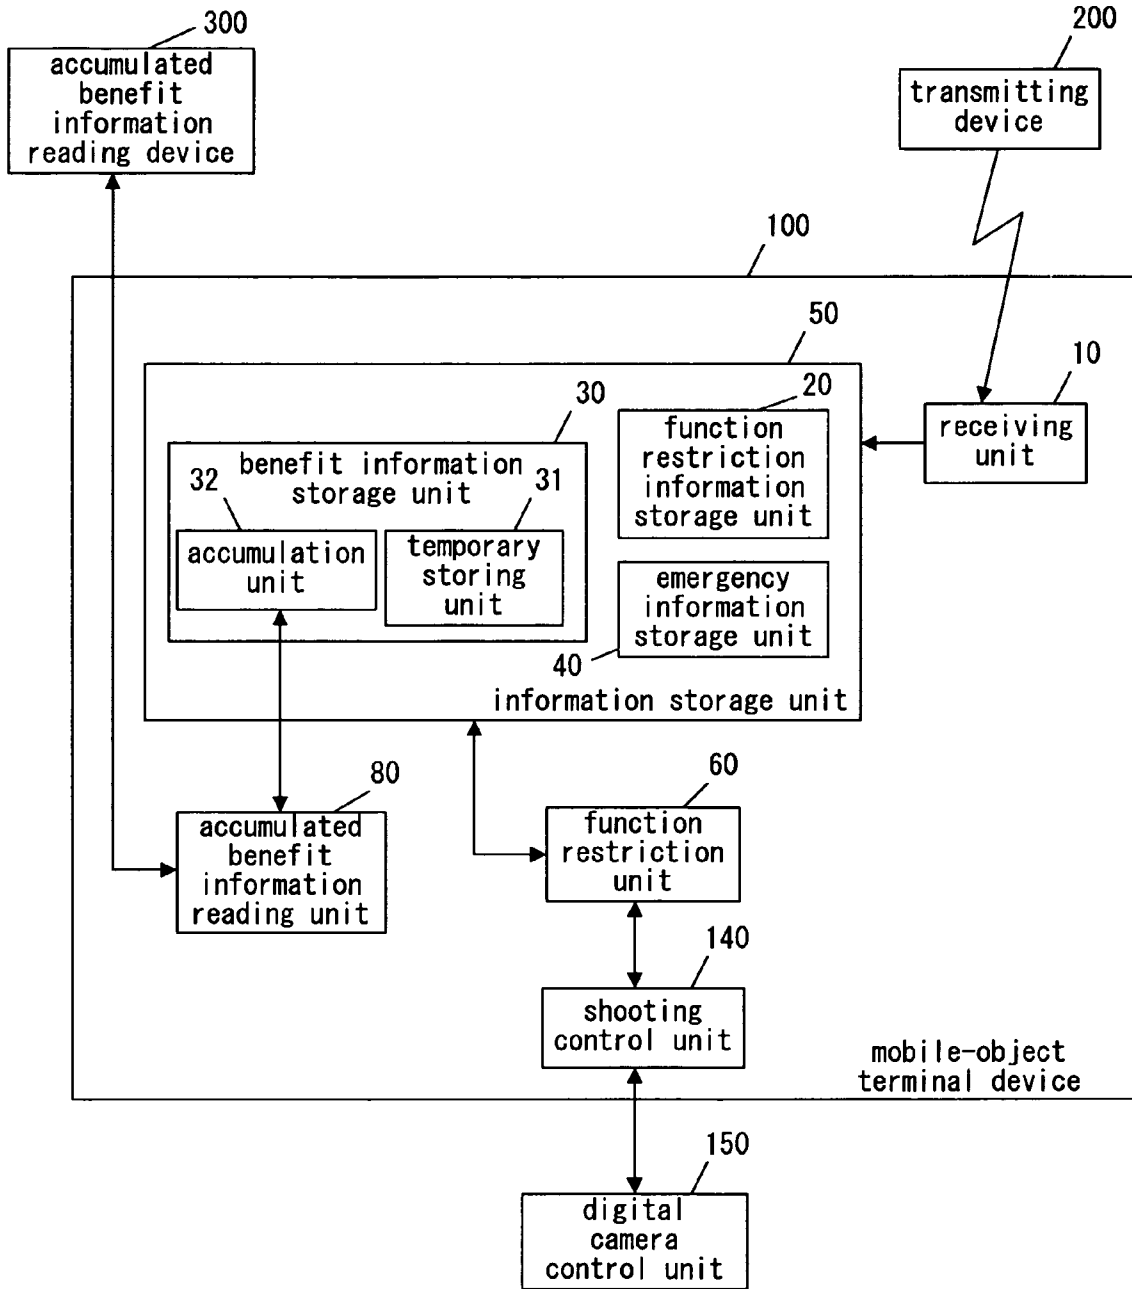 300
accumulated
benefit
information
reading device
200
transmitting
device
100
50
10
receiving
unit
20
function
restriction
information
storage unit
30
benefit information
storage unit
32
accumulation
unit
31
temporary
storing
unit
emergency
information
storage unit
40
information storage unit
80
accumulated
benefit
information
reading unit
60
function
restriction
unit
140
shooting
control unit
mobile-object
terminal device
150
digital
camera
control unit